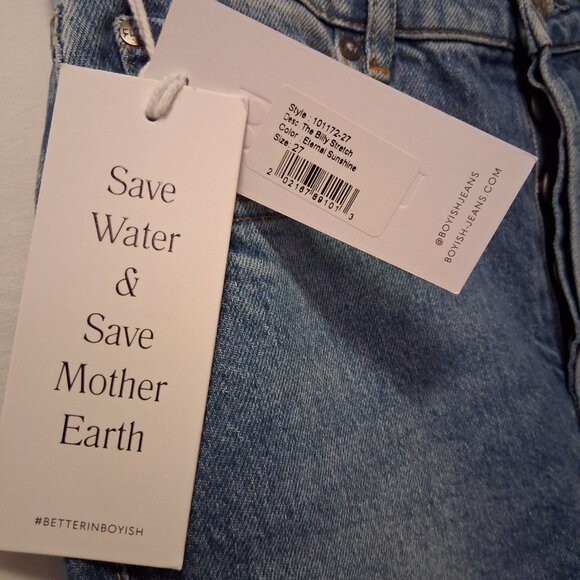 Save
Water
&
Save
Mother
Earth
#BETTERINBOYISH
Style : 101172-27
Desc: The Billy Stretch
Color : Eternal Sunshine
Size: 27
@BOYISHJEANS
BOYISHJEANS.COM